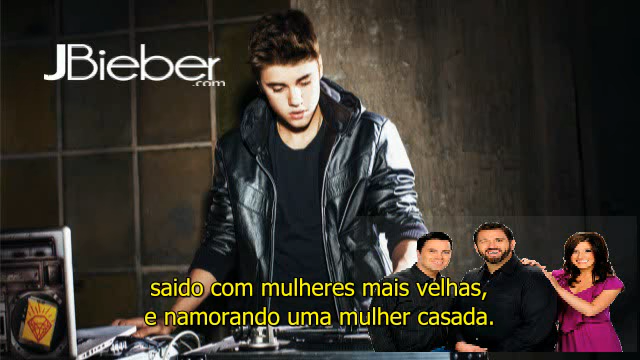 JBieber
.com
saido com mulheres mais velhas,
e namorando uma mulher casada.